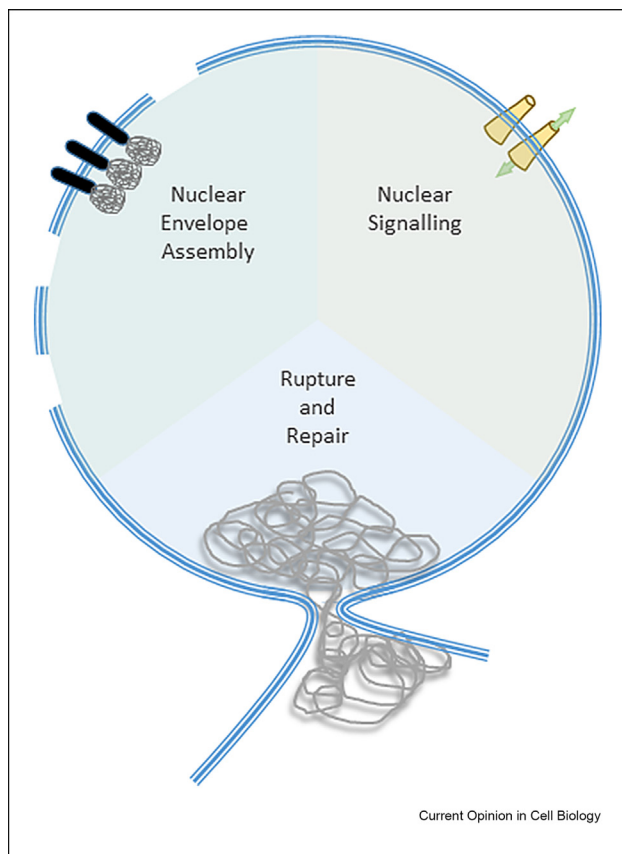 Nuclear
Envelope
Assembly
Nuclear
Signalling
Rupture
and
Repair
Current Opinion in Cell Biology